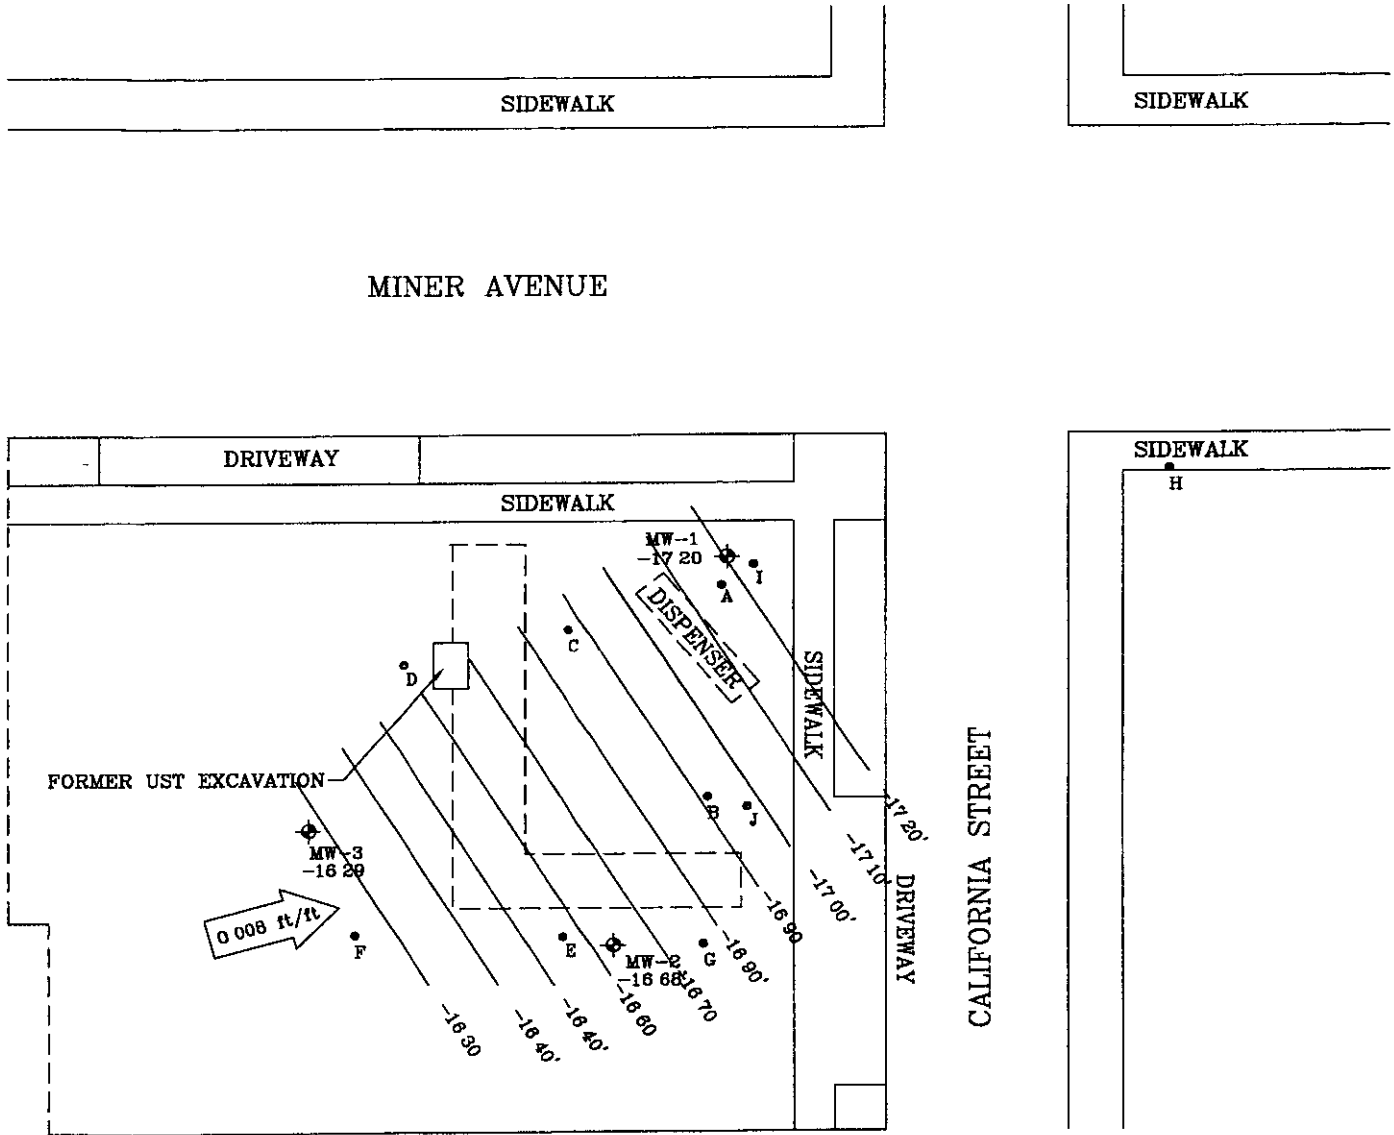 SIDEWALK
SIDEWALK
MINER AVENUE
DRIVEWAY
SIDEWALK
H
SIDEWALK
MW-1
-17 20
I
A
DISPENSER
C
D
SIDEWALK
FORMER UST EXCAVATION
B
J
-17 20'
MW-3
-16 29
-17 10'
-17 00'
DRIVEWAY
CALIFORNIA STREET
0 008 ft/ft
F
E
MW-2
-16 68
G
-16 90
-16 90'
-16 70
-16 60
-16 40'
-16 40'
-16 30